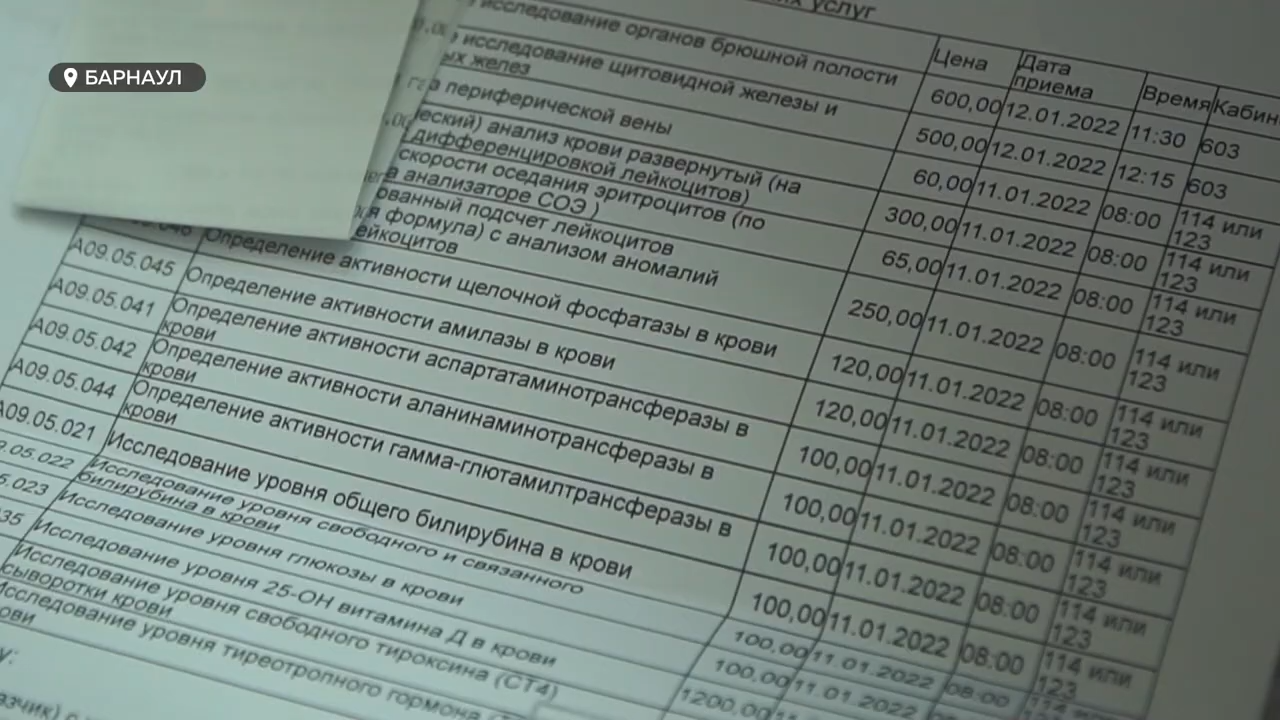 БАРНАУЛ
услуг
исследование органов брюшной полости
Цена
Дата
приема
Время
исследование щитовидной железы и
желез
600,00 12.01.2022 11:30 603
периферической вены
500,00 12.01.2022 12:15 603
анализ крови развернутый (на
дифференцировкой лейкоцитов)
60,00 11.01.2022 08:00 114 или
123
скорости оседания эритроцитов (по
анализаторе СОЭ )
300,00 11.01.2022 08:00 114 или
123
подсчет лейкоцитов
формула) с анализом аномалий
лейкоцитов
65,00 11.01.2022 08:00 114 или
123
Определение активности щелочной фосфатазы в крови
250,00 11.01.2022 08:00 114 или
123
A09.05.045 Определение активности амилазы в крови
120,00 11.01.2022 08:00 114 или
123
A09.05.041 Определение активности аспартатаминотрансферазы в
крови
120,00 11.01.2022 08:00 114 или
123
A09.05.042 Определение активности аланинаминотрансферазы в
крови
100,00 11.01.2022 08:00 114 или
123
A09.05.044 Определение активности гамма-глютамилтрансферазы в
крови
100,00 11.01.2022 08:00 114 или
123
A09.05.021 Исследование уровня общего билирубина в крови
100,00 11.01.2022 08:00 114 или
123
05.022 Исследование уровня свободного и связанного
билирубина в крови
100,00 11.01.2022 08:00 114 или
123
023 Исследование уровня глюкозы в крови
100,00 11.01.2022 08:00
Исследование уровня 25-ОН витамина Д в крови
100,00 11.01.2022
Исследование уровня свободного тироксина (СТ4)
сыворотки крови
1200,00
Исследование уровня тиреотропного гормона